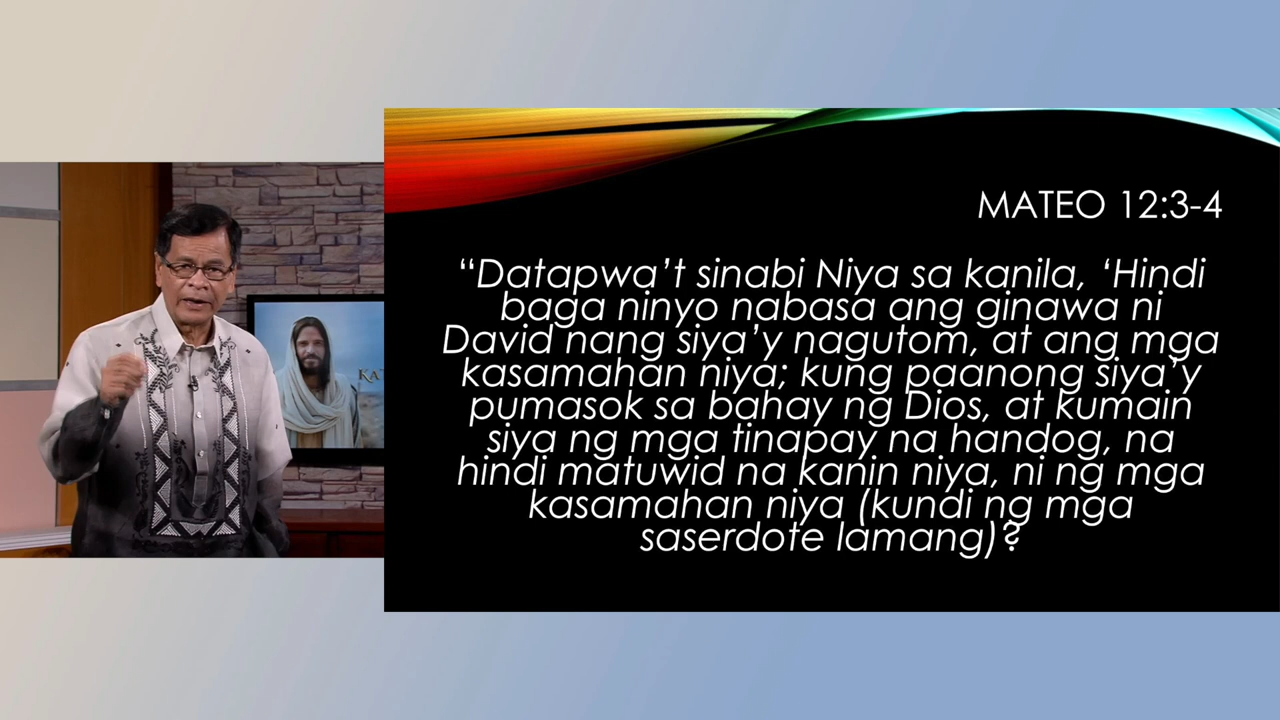 MATEO 12:3-4
“Datapwa’t sinabi Niya sa kanila, ‘Hindi
baga ninyo nabasa ang ginawa ni
David nang siya’y nagutom, at ang mga
kasamahan niya; kung paanong siya’y
pumasok sa bahay ng Dios, at kumain
siya ng mga tinapay na handog, na
hindi matuwid na kanin niya, ni ng mga
kasamahan niya (kundi ng mga
saserdote lamang)?